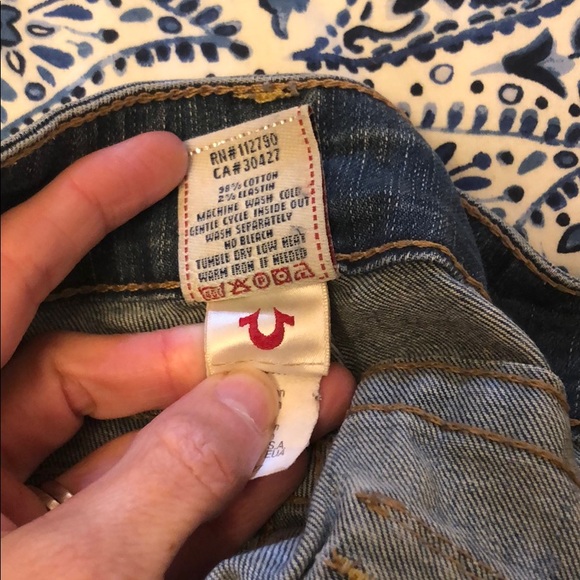 RN#112790
CA#30427
98% COTTON
2% ELASTIN
MACHINE WASH COLD
GENTLE CYCLE INSIDE OUT
WASH SEPARATELY
NO BLEACH
TUMBLE DRY LOW HEAT
WARM IRON IF NEEDED